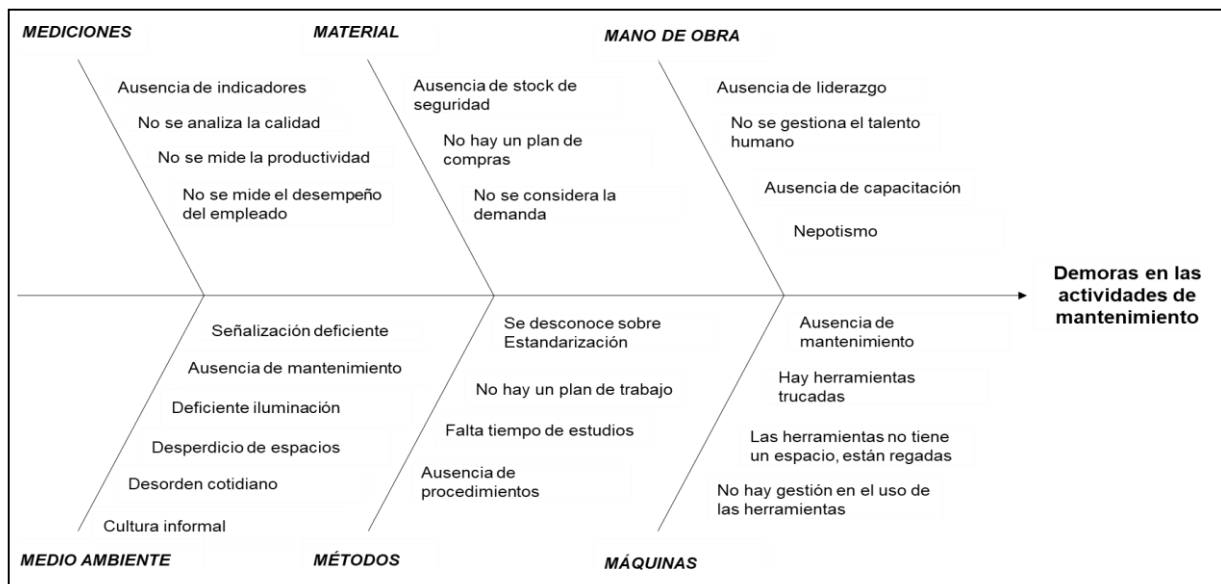 MEDICIONES
MATERIAL
MANO DE OBRA
Ausencia de indicadores
No se analiza la calidad
No se mide la productividad
No se mide el desempeño
del empleado
Ausencia de stock de
seguridad
No hay un plan de
compras
No se considera la
demanda
Ausencia de liderazgo
No se gestiona el talento
humano
Ausencia de capacitación
Nepotismo
Demoras en las
actividades de
mantenimiento
Señalización deficiente
Ausencia de mantenimiento
Deficiente iluminación
Desperdicio de espacios
Desorden cotidiano
Cultura informal
Se desconoce sobre
Estandarización
No hay un plan de trabajo
Falta tiempo de estudios
Ausencia de
procedimientos
Ausencia de
mantenimiento
Hay herramientas
trucadas
Las herramientas no tiene
un espacio, están regadas
No hay gestión en el uso de
las herramientas
MEDIO AMBIENTE
MÉTODOS
MÁQUINAS